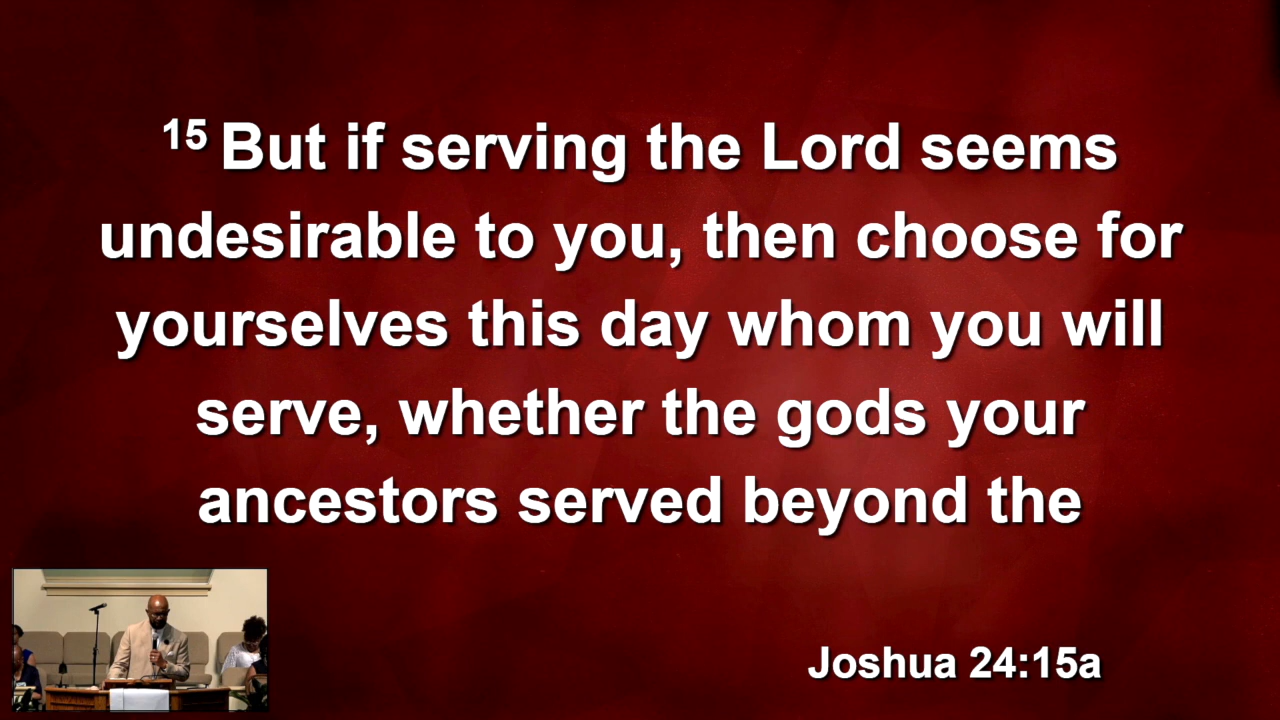 15 But if serving the Lord seems
undesirable to you, then choose for
yourselves this day whom you will
serve, whether the gods your
ancestors served beyond the
Joshua 24:15a